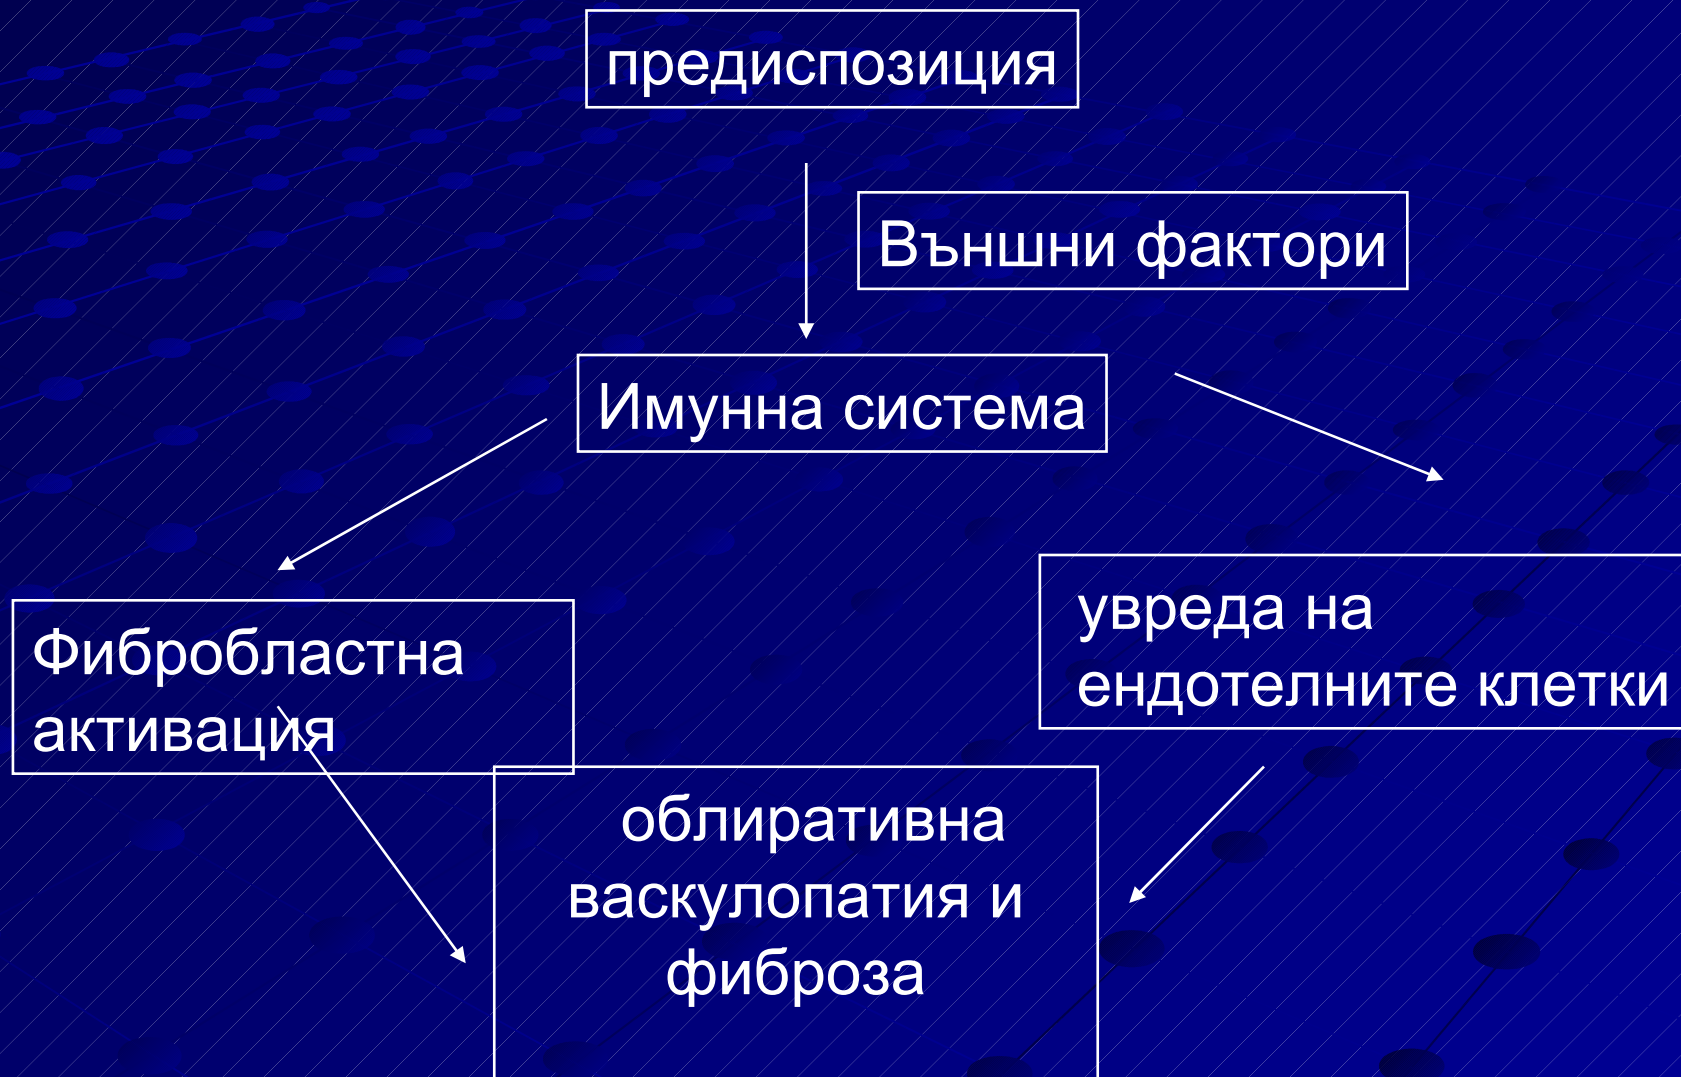 предиспозиция
Външни фактори
Имунна система
Фибробластна
активация
увреда на
ендотелните клетки
облиративна
васкулопатия и
фиброза